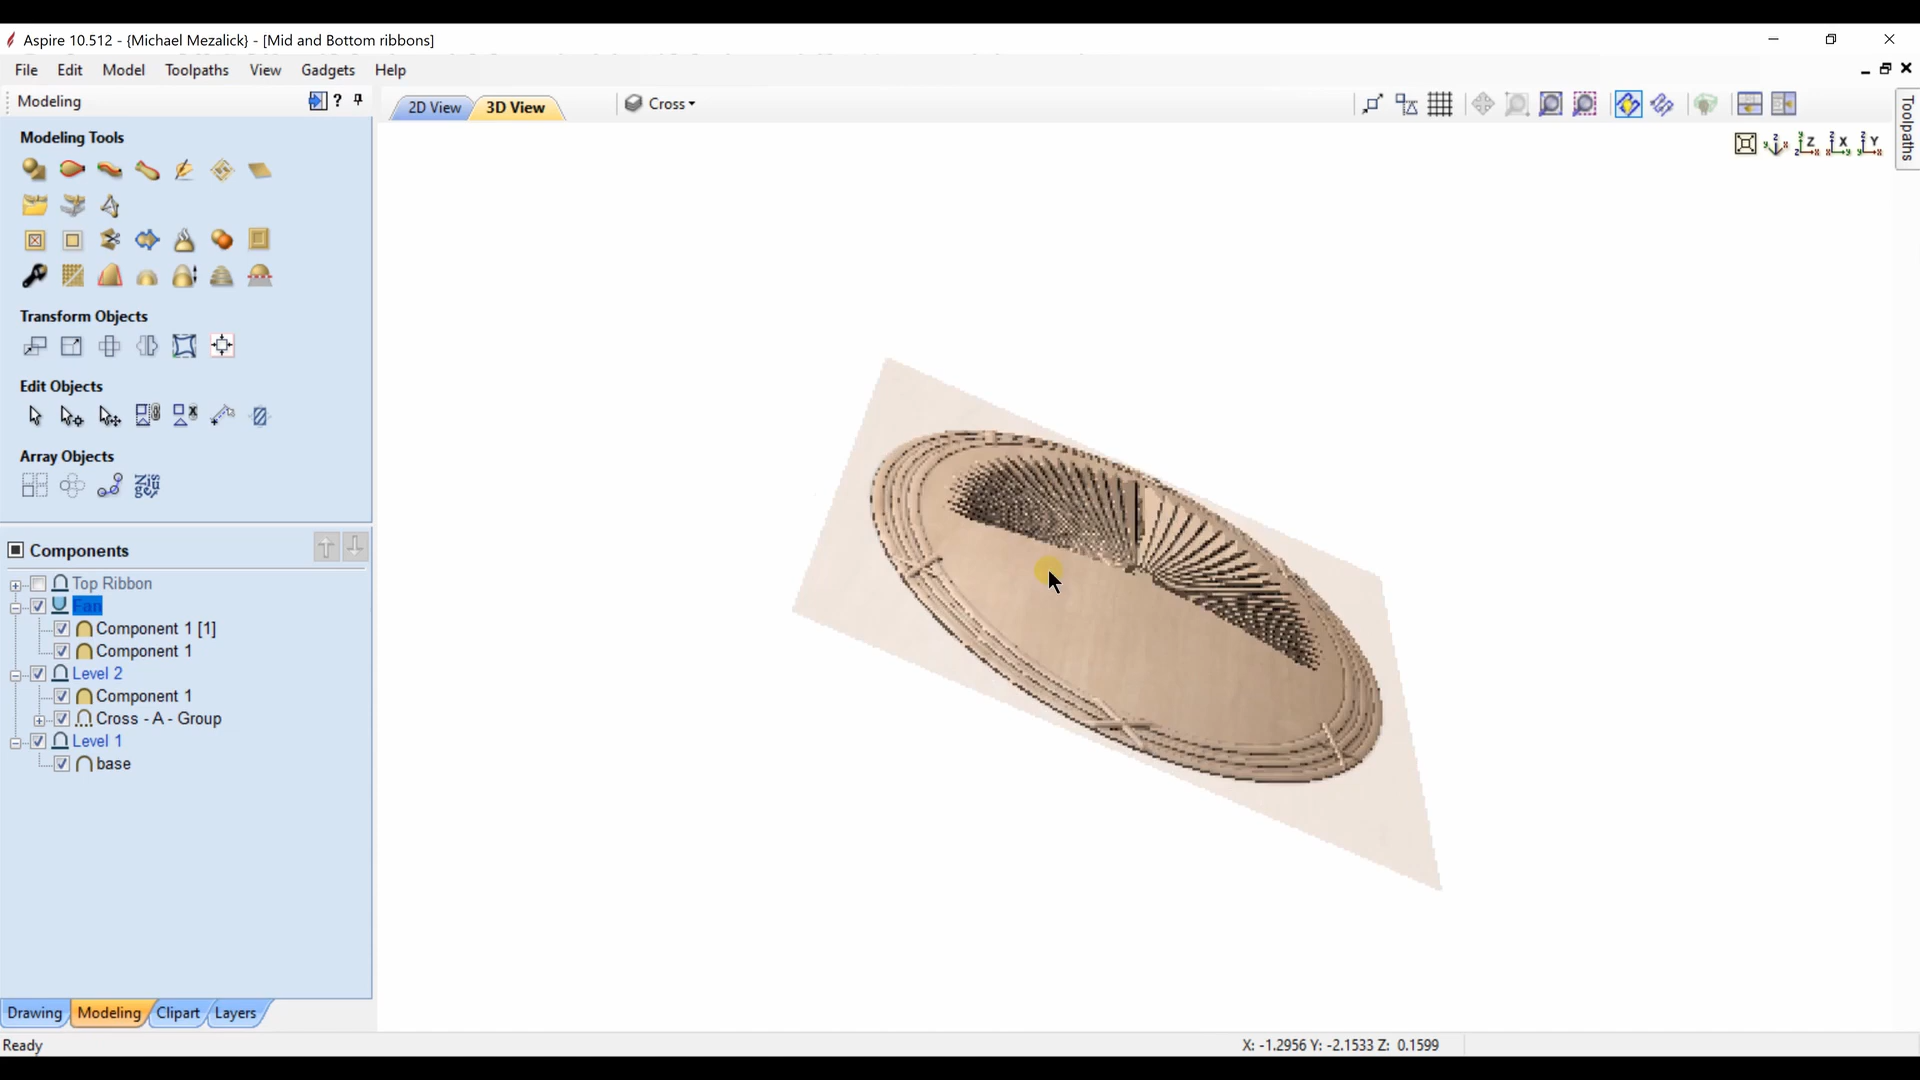 Aspire 10.512 - {Michael Mezalick} - [Mid and Bottom ribbons]
File Edit Model Toolpaths View Gadgets Help
Modeling
2D View 3D View Cross
Toolpaths
Modeling Tools
Transform Objects
Edit Objects
Array Objects
Components
Top Ribbon
Fan
Component 1 [1]
Component 1
Level 2
Component 1
Cross - A - Group
Level 1
base
Drawing Modeling Clipart Layers
Ready
X: -1.2956 Y: -2.1533 Z: 0.1599